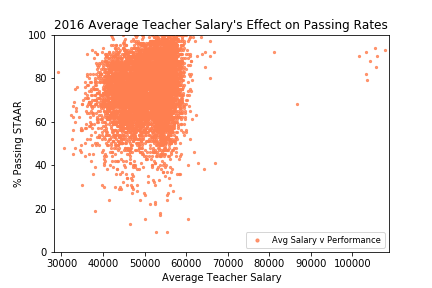 2016 Average Teacher Salary's Effect on Passing Rates
100
80
60
40
20
0
% Passing STAAR
30000 40000 50000 60000 70000 80000 90000 100000
Average Teacher Salary
Avg Salary v Performance